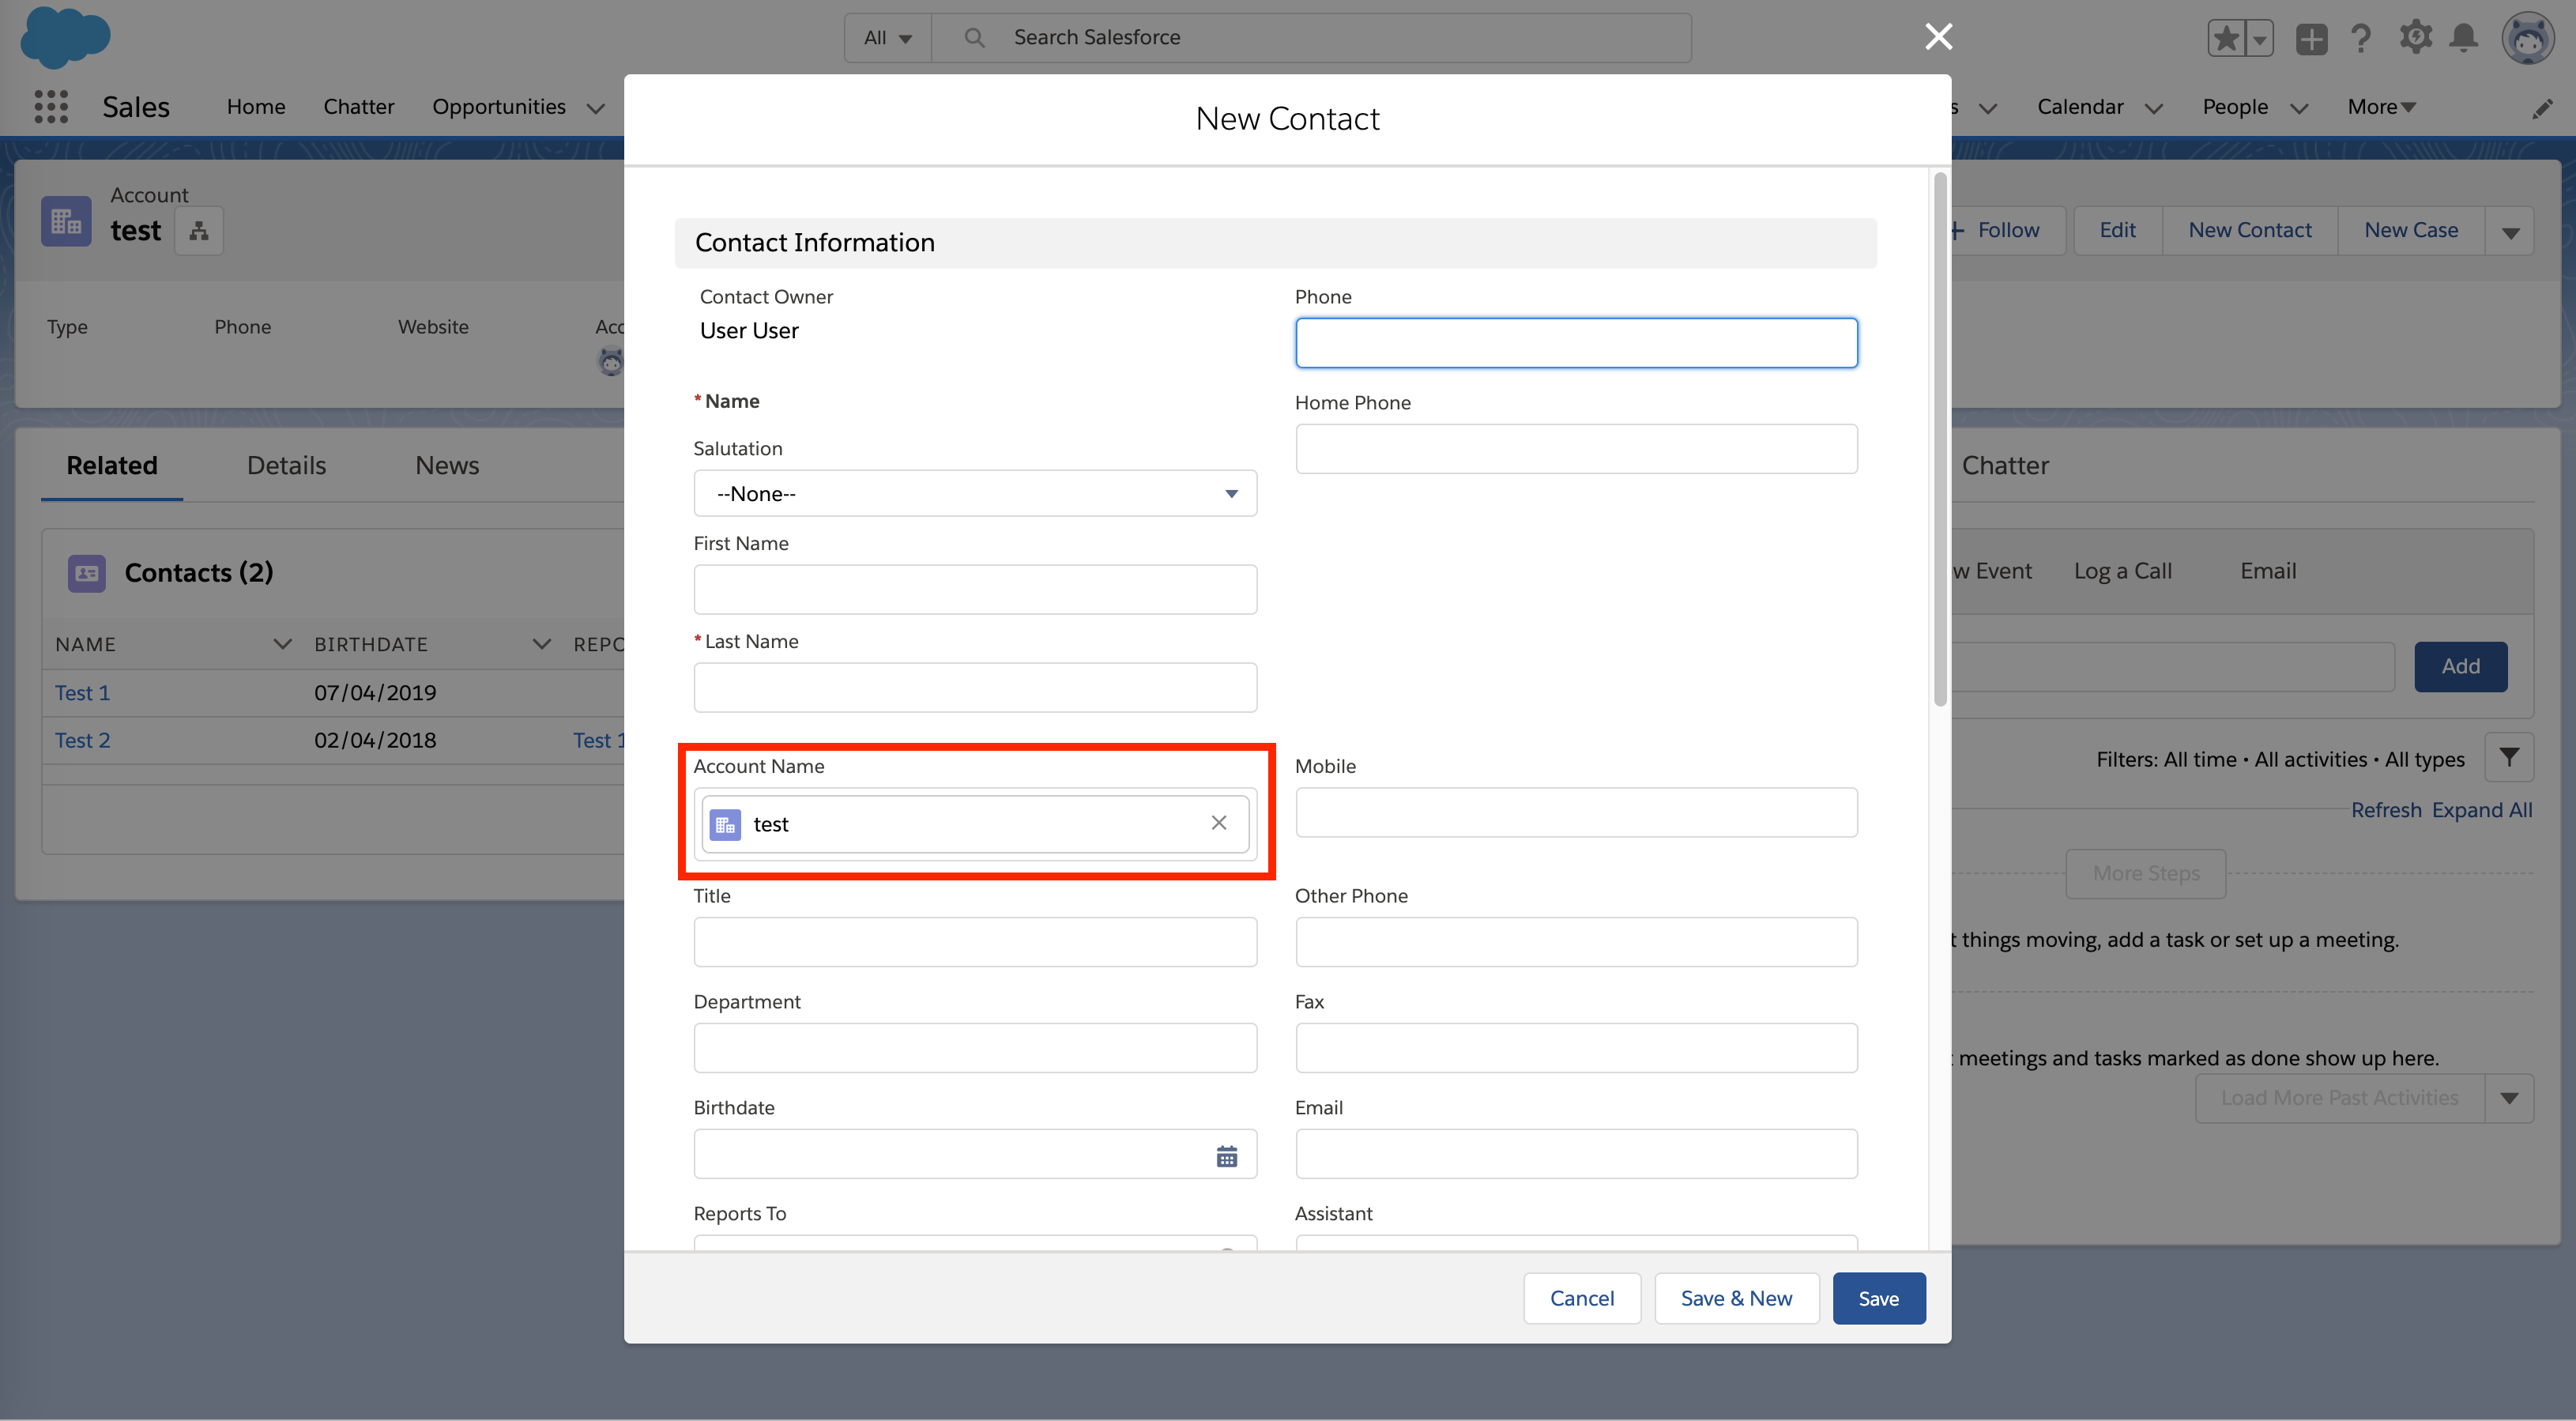 All
Search Salesforce
Sales
Home
Chatter
Opportunities
Calendar
People
More
Account
test
Follow
Edit
New Contact
New Case
Type
Phone
Website
Related
Details
News
Contacts (2)
NAME
BIRTHDATE
Test 1
07/04/2019
Test 2
02/04/2018
Test 1
New Contact
Contact Information
Contact Owner
User User
Phone
* Name
Home Phone
Salutation
--None--
First Name
* Last Name
Account Name
test
Mobile
Title
Other Phone
Department
Fax
Birthdate
Email
Reports To
Assistant
Cancel
Save & New
Save
Chatter
Event
Log a Call
Email
Add
Filters: All time • All activities • All types
Refresh
Expand All
More Steps
things moving, add a task or set up a meeting.
meetings and tasks marked as done show up here.
Load More Past Activities